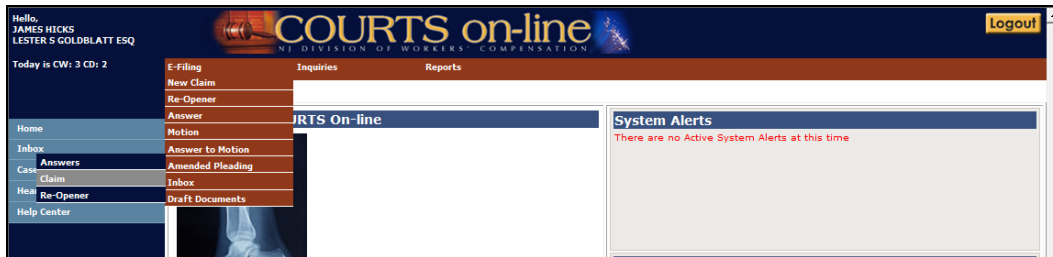 Hello,
JAMES HICKS
LESTER S GOLDBLATT ESQ
COURTS on-line
NJ DIVISION OF WORKERS' COMPENSATION
Logout
Today is CW: 3 CD: 2
E-Filing
Inquiries
Reports
New Claim
Re-Opener
Answer
Motion
Answer to Motion
Amended Pleading
Inbox
Draft Documents
Home
Inbox
Case
Hear
Help Center
Answers
Claim
Re-Opener
URTS On-line
System Alerts
There are no Active System Alerts at this time